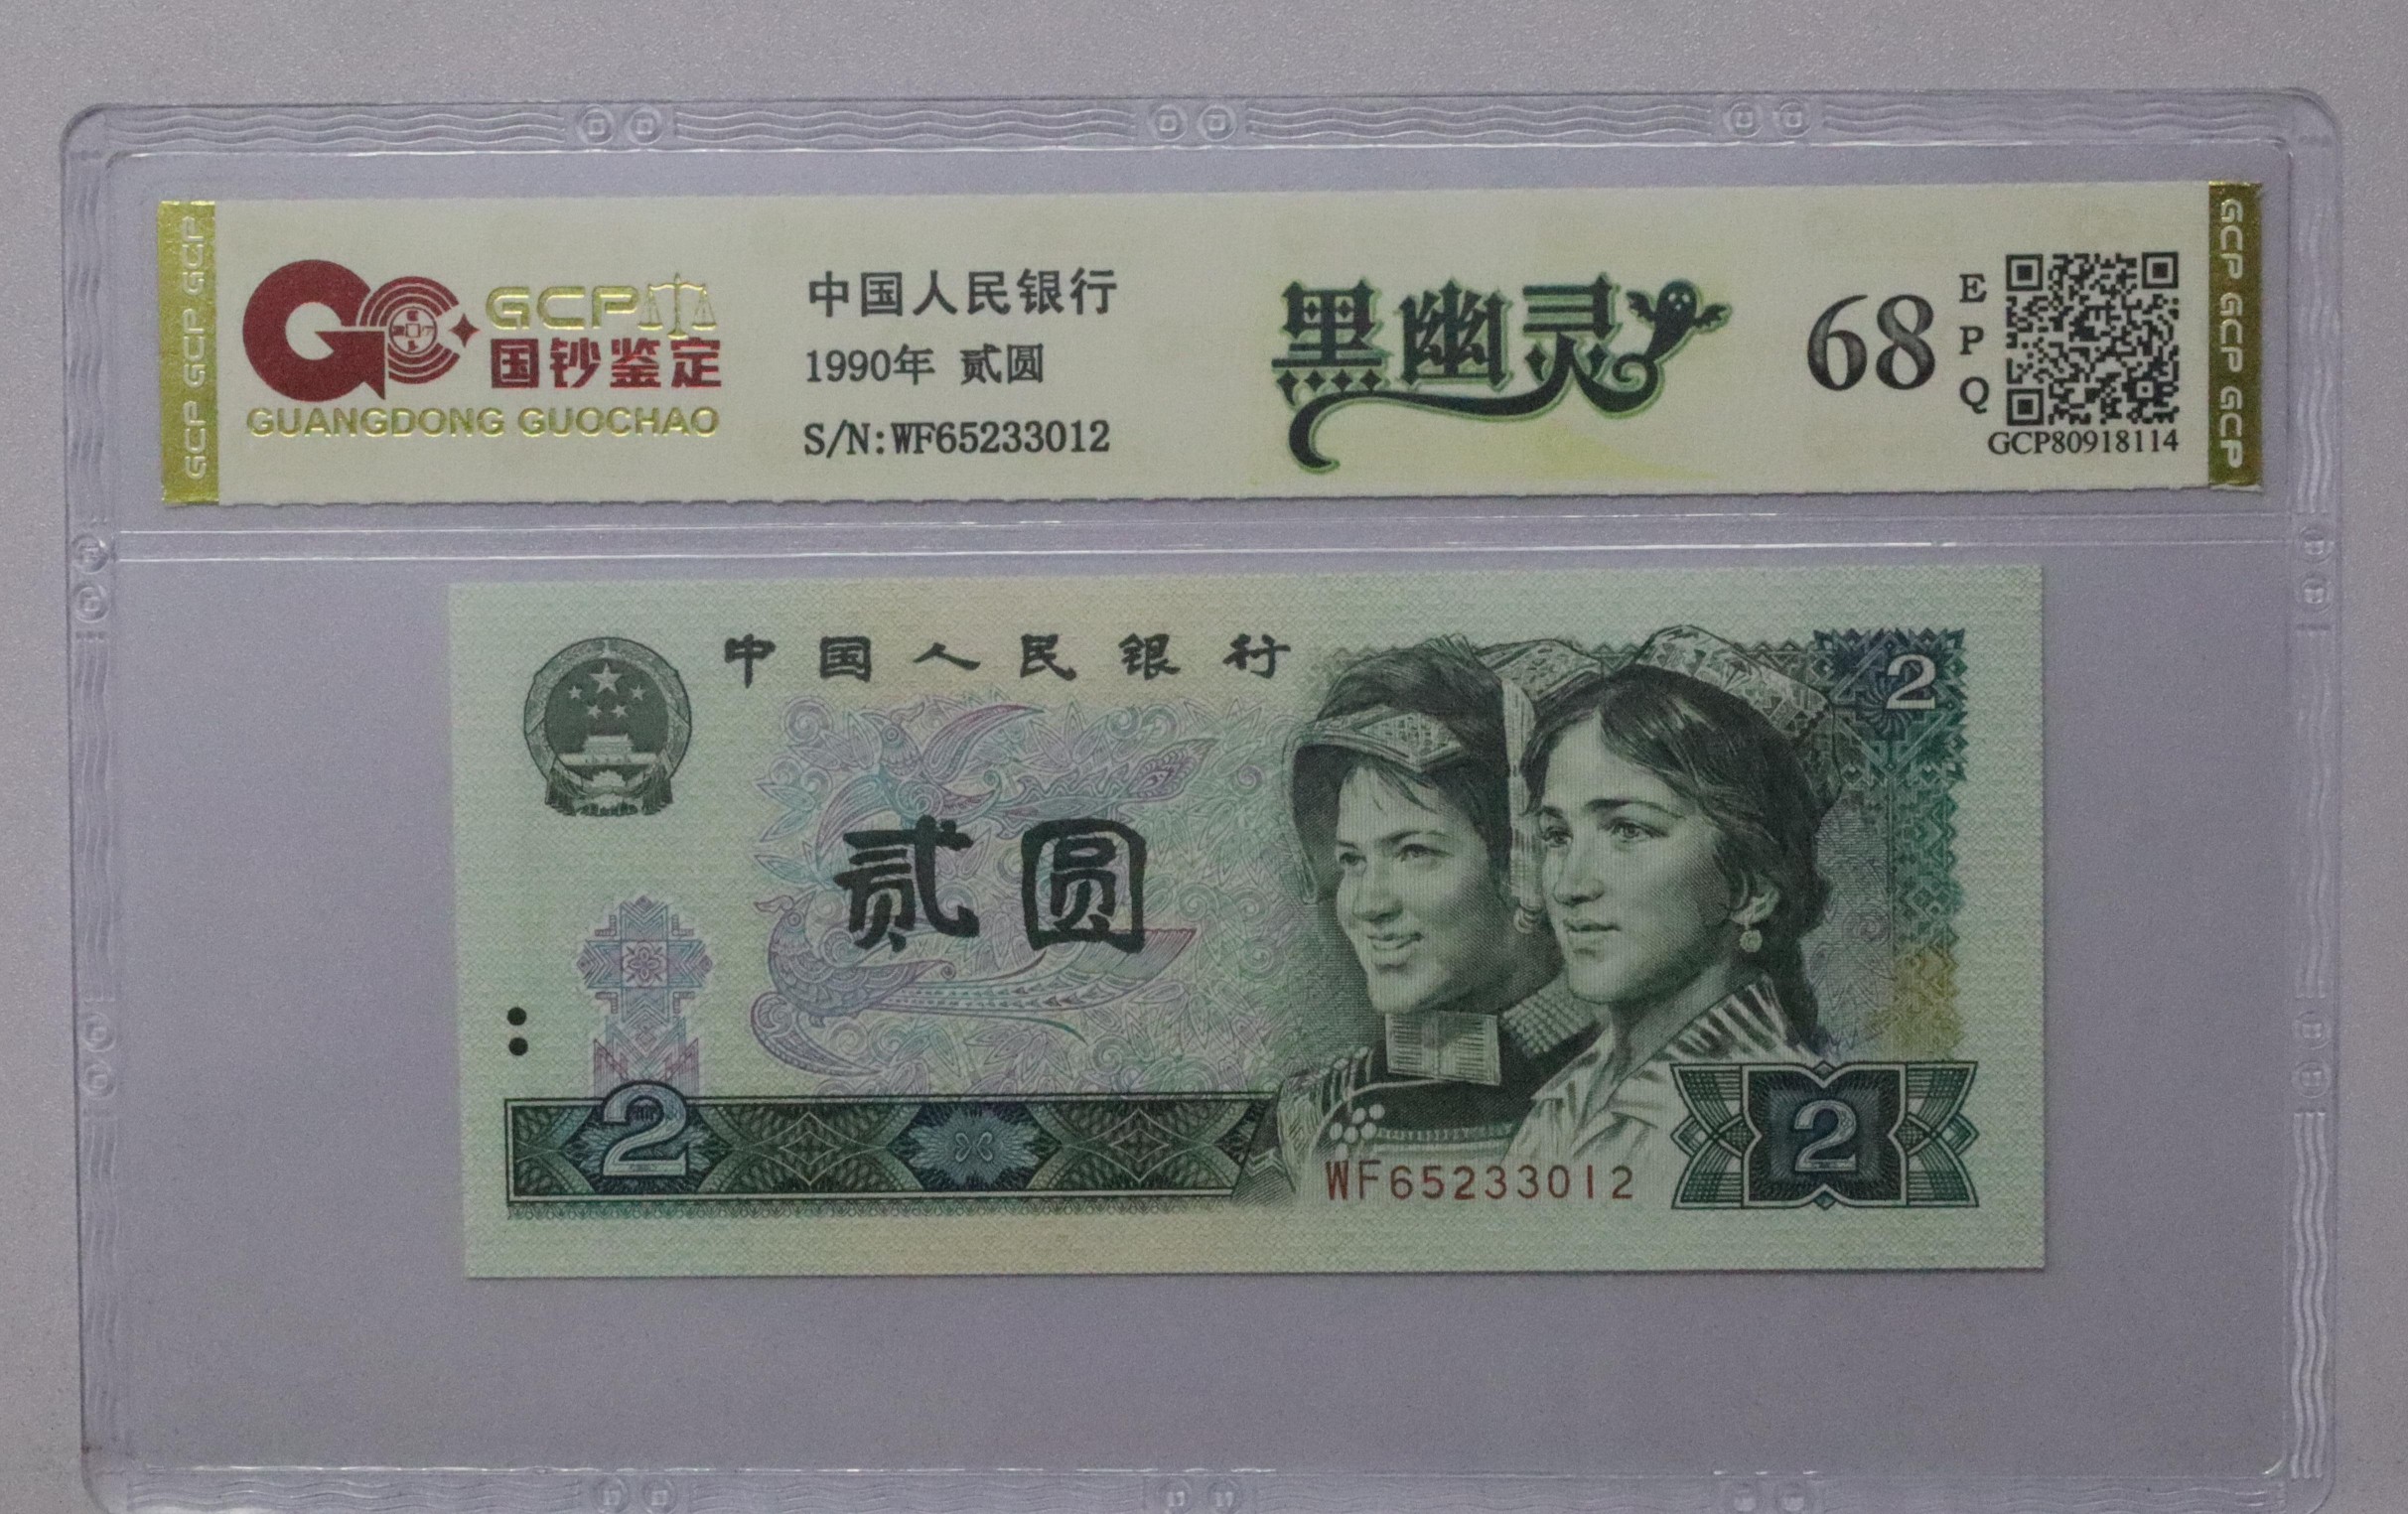 GCP
国钞鉴定
GUANGDONG GUOCHAO
中国人民银行
1990年 贰圆
S/N:WF65233012
黑幽灵
68
EPQ
GCP80918114
GCP GCP GCP
GCP GCP GCP
中国人民银行
2
贰圆
2
WF65233012
2